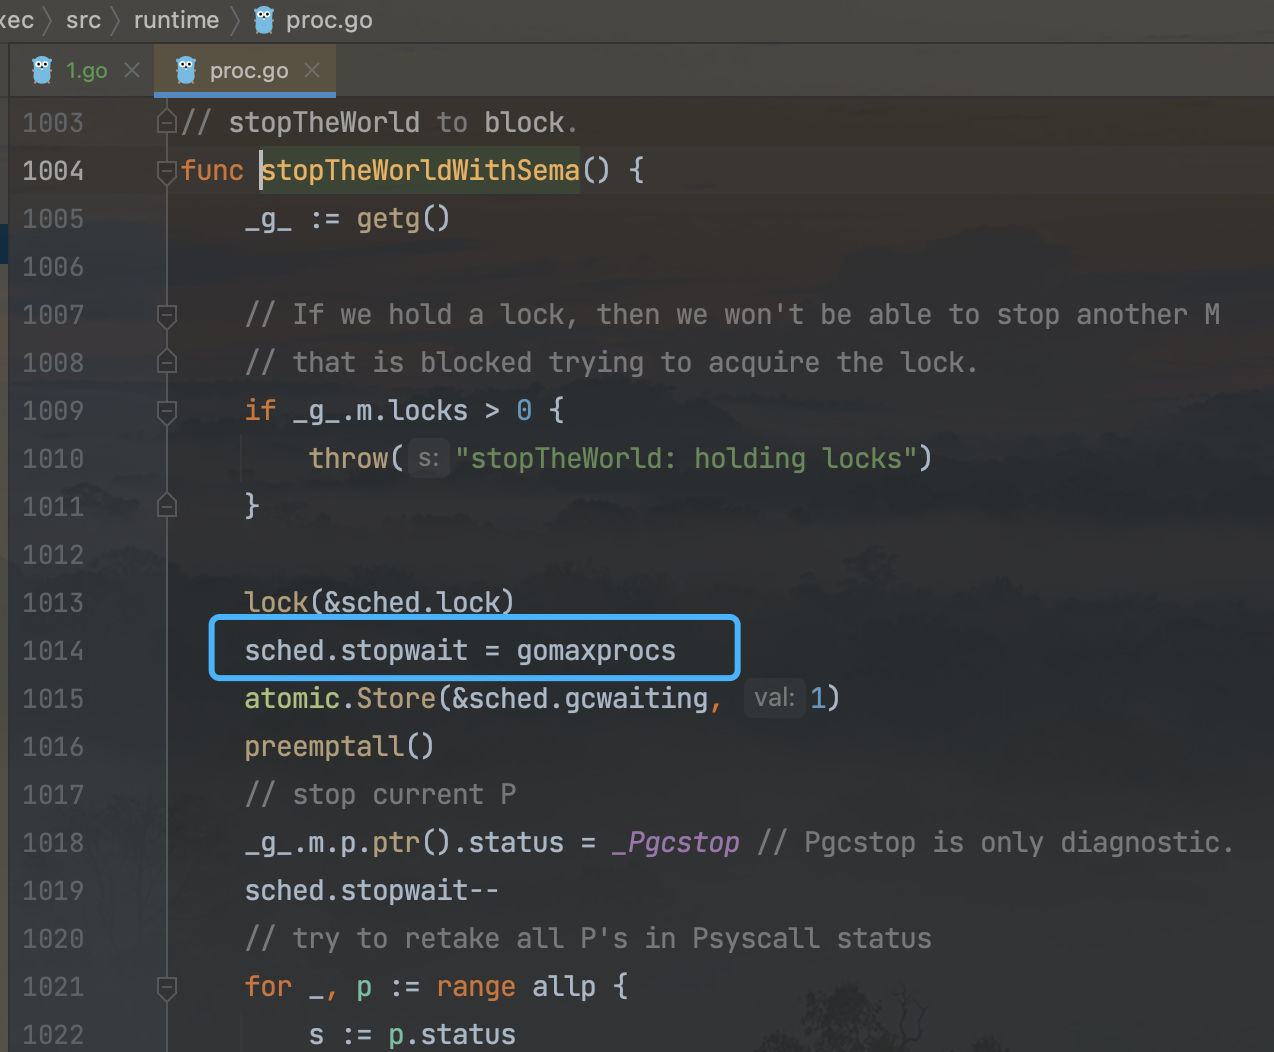 xec src runtime proc.go
1.go proc.go
1003 // stopTheWorld to block.
1004 func stopTheWorldWithSema() {
1005 _g_ := getg()
1006
1007 // If we hold a lock, then we won't be able to stop another M
1008 // that is blocked trying to acquire the lock.
1009 if _g_.m.locks > 0 {
1010 throw( s: "stopTheWorld: holding locks")
1011 }
1012
1013 lock(&sched.lock)
1014 sched.stopwait = gomaxprocs
1015 atomic.Store(&sched.gcwaiting, val: 1)
1016 preemptall()
1017 // stop current P
1018 _g_.m.p.ptr().status = _Pgcstop // Pgcstop is only diagnostic.
1019 sched.stopwait--
1020 // try to retake all P's in Psyscall status
1021 for _, p := range allp {
1022 s := p.status